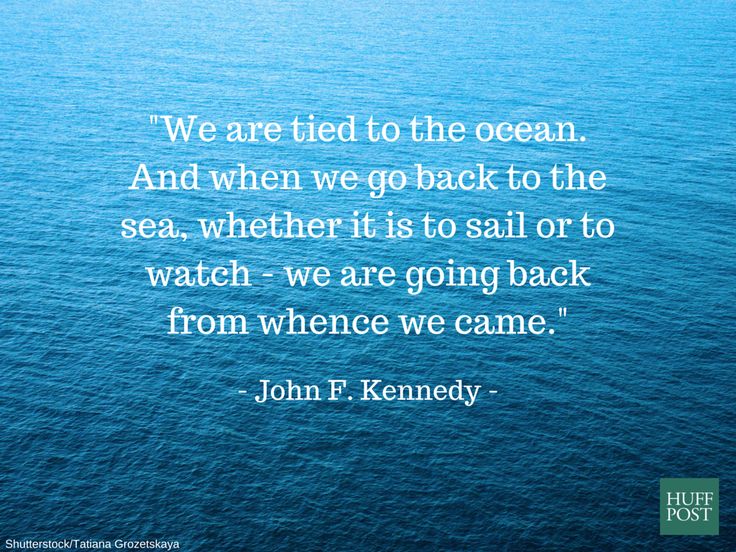 "We are tied to the ocean.
And when we go back to the
sea, whether it is to sail or to
watch - we are going back
from whence we came."
- John F. Kennedy -
HUFF
POST
Shutterstock/Tatiana Grozetskaya